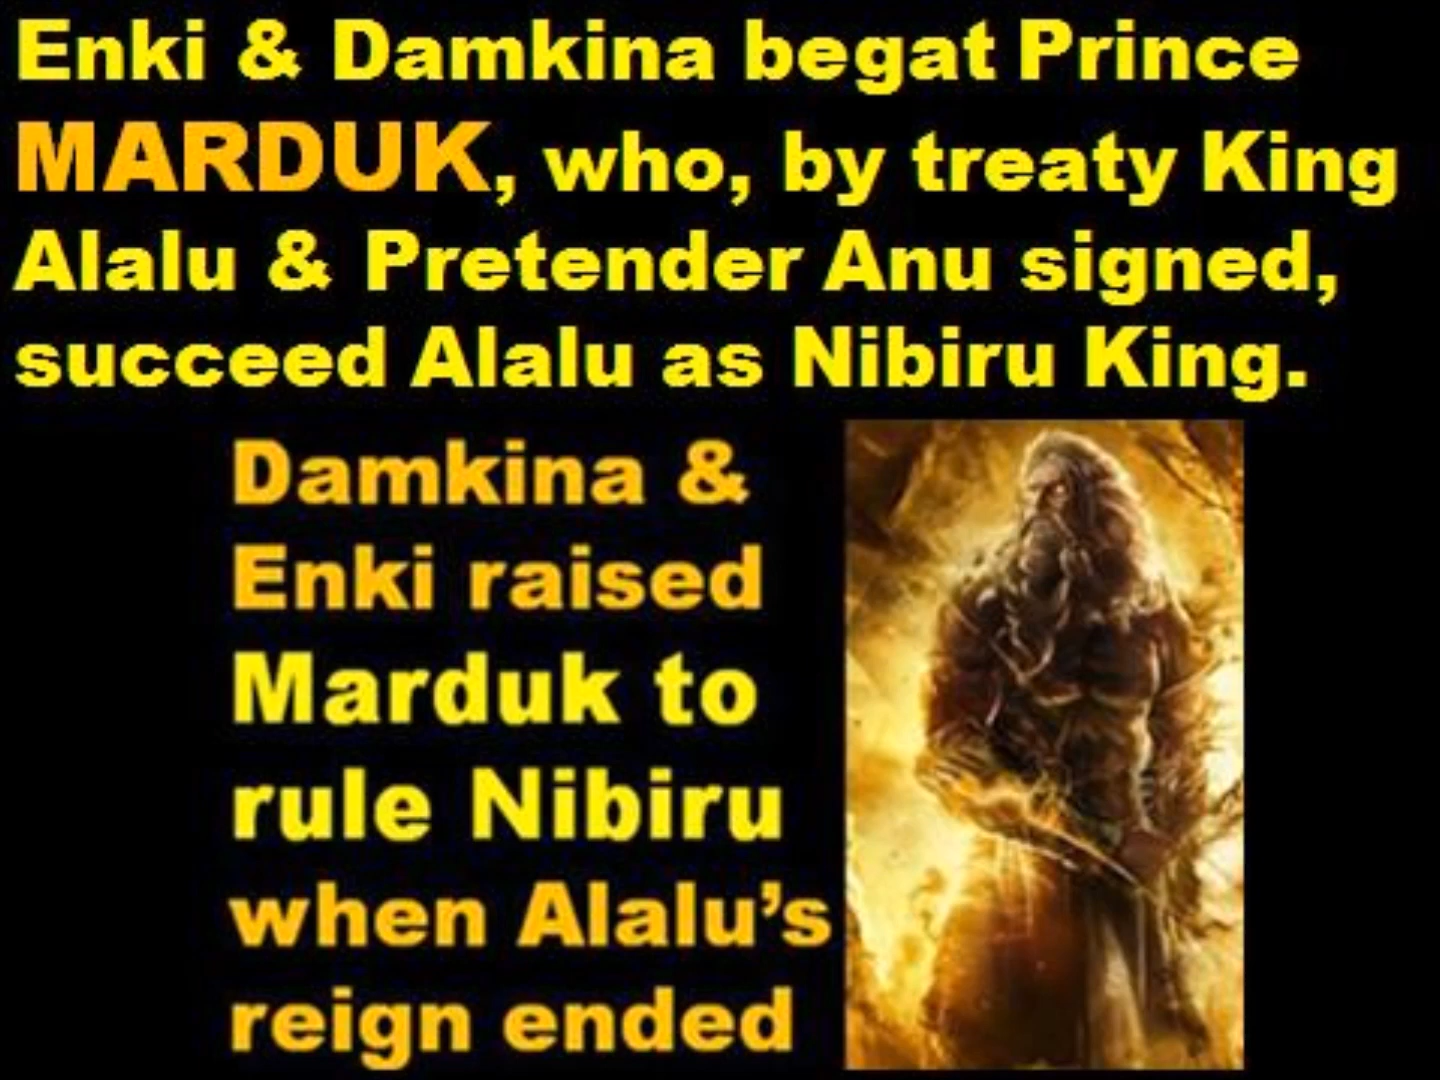 Enki & Damkina begat Prince
MARDUK, who, by treaty King
Alalu & Pretender Anu signed,
succeed Alalu as Nibiru King.
Damkina &
Enki raised
Marduk to
rule Nibiru
when Alalu’s
reign ended